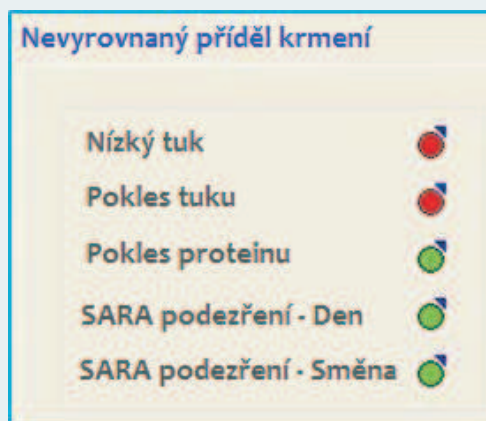 Nevyrovnaný příděl krmení
Nízký tuk
Pokles tuku
Pokles proteinu
SARA podezření - Den
SARA podezření - Směna